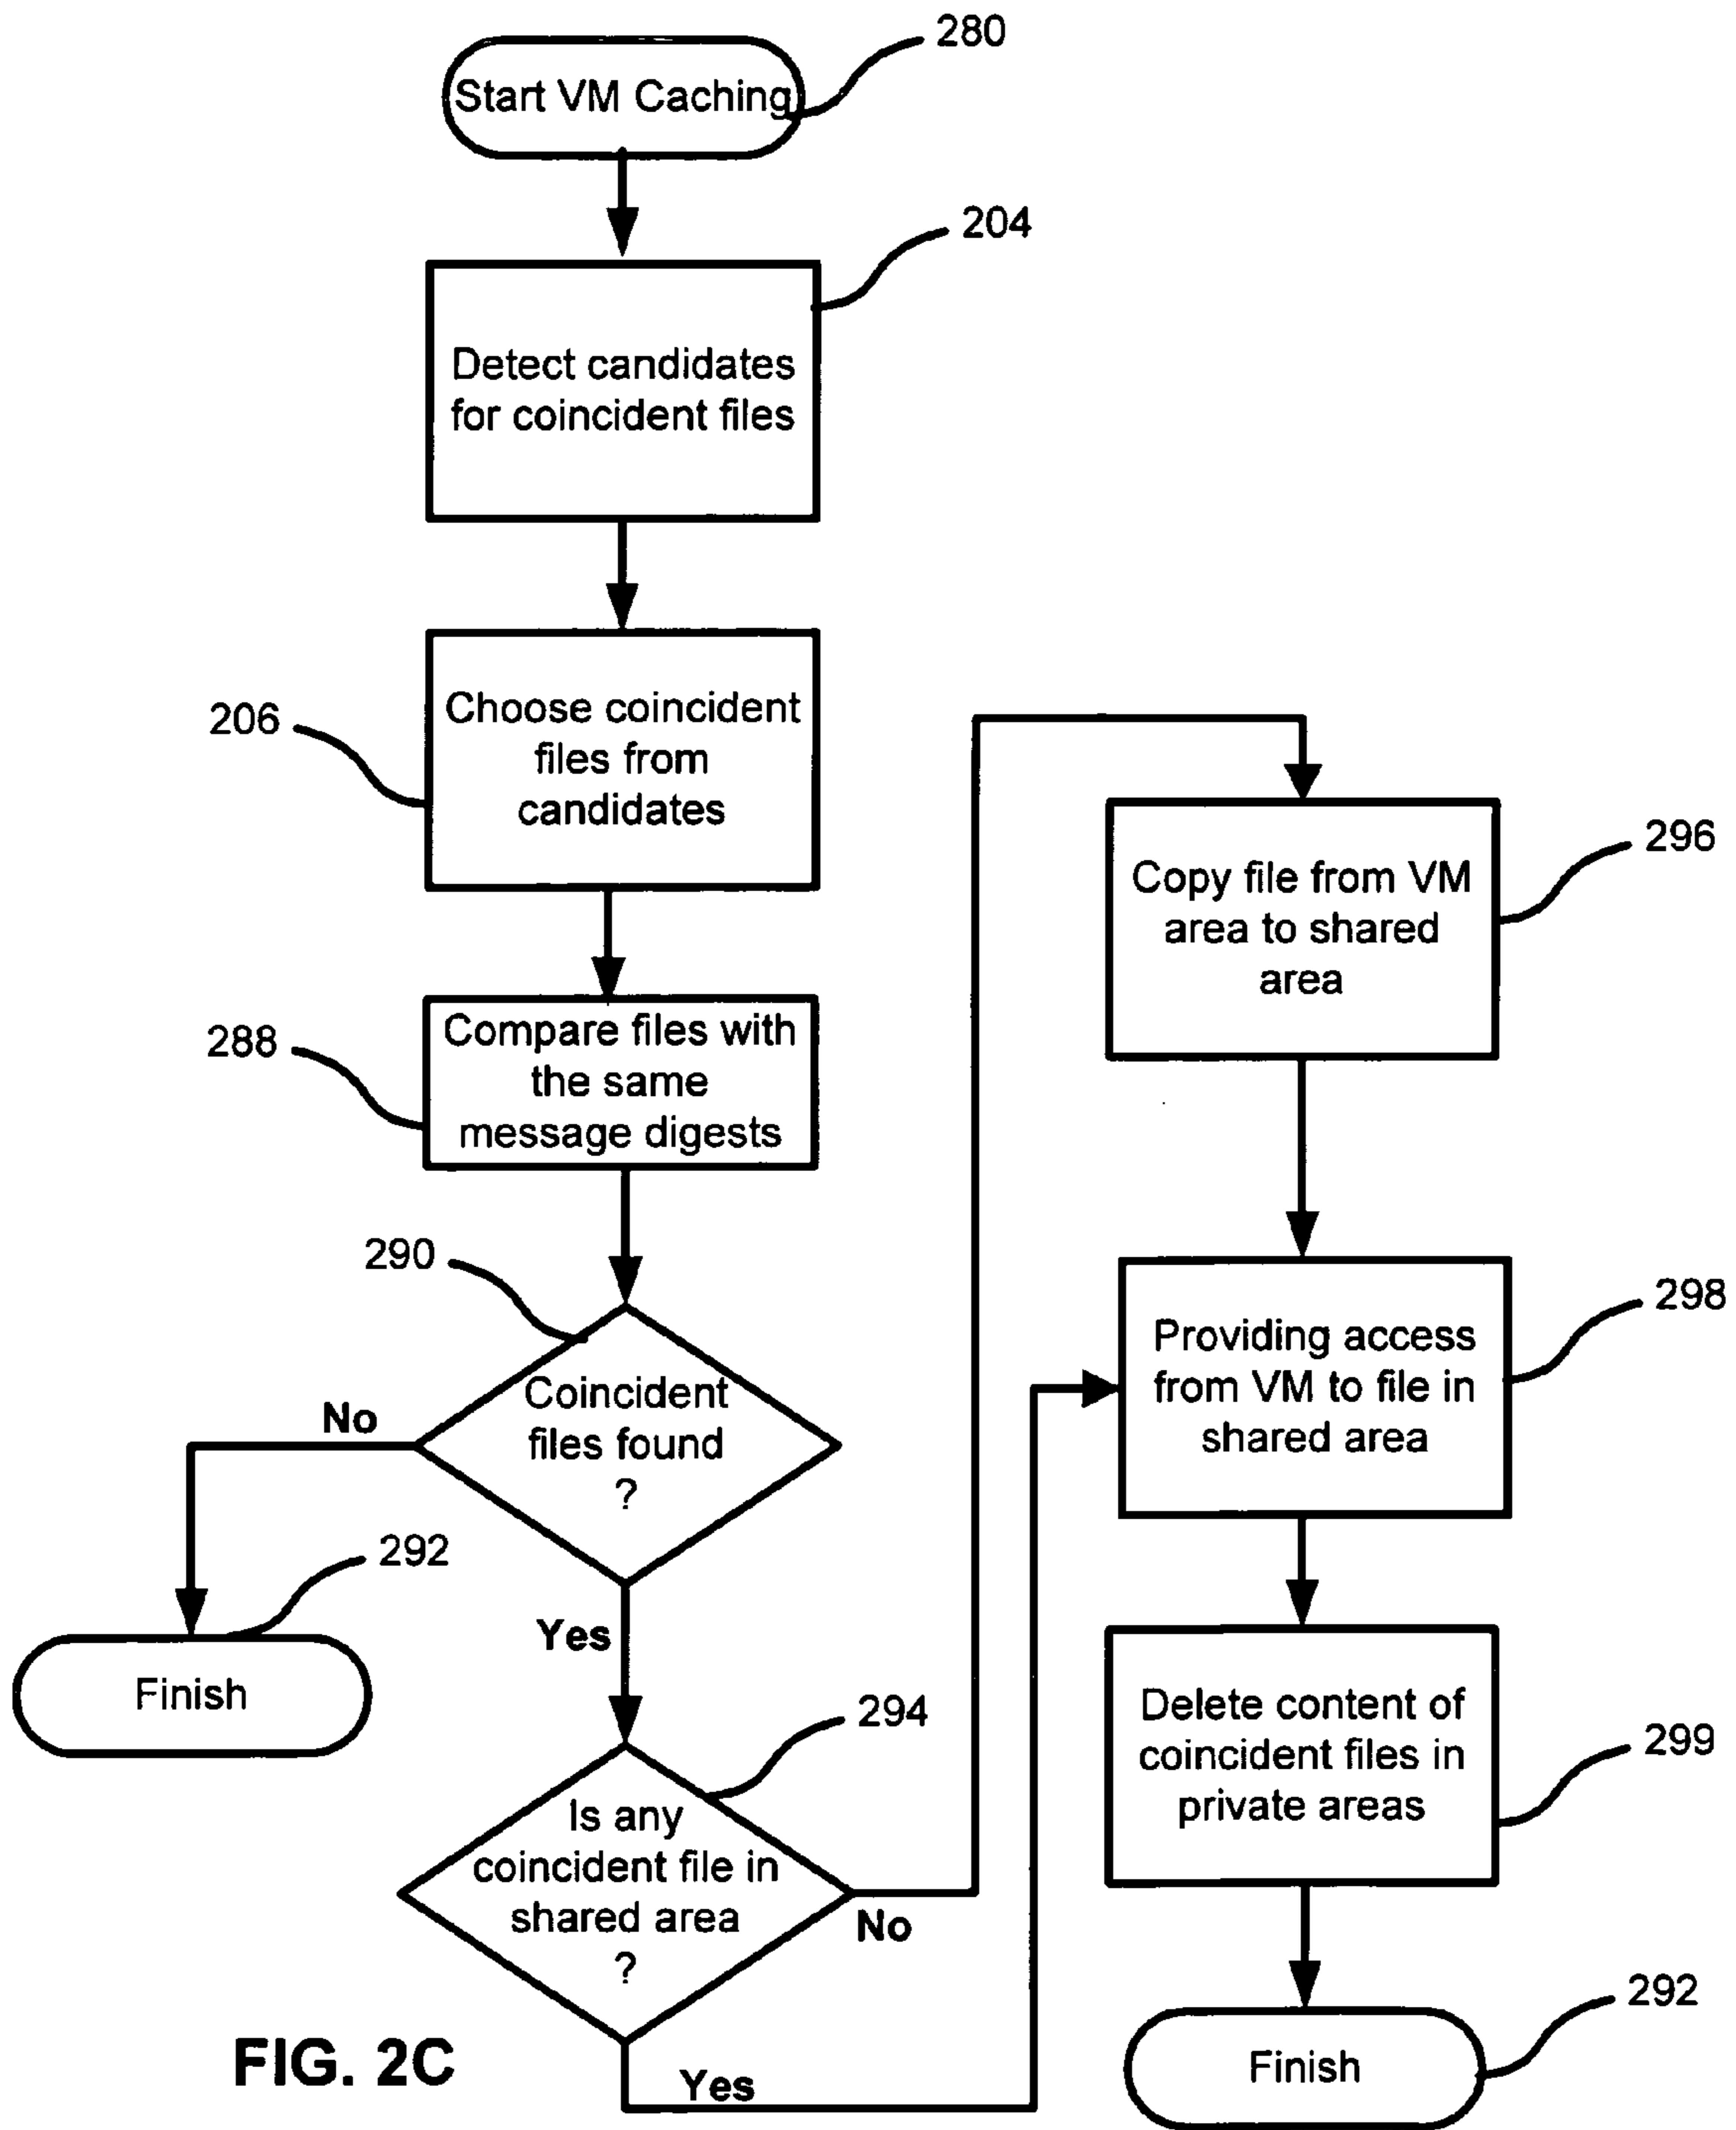 280
Start VM Caching
204
Detect candidates
for coincident files
206
Choose coincident
files from
candidates
288
Compare files with
the same
message digests
290
Coincident
files found
?
No
292
Finish
Yes
294
Is any
coincident file in
shared area
?
No
Yes
296
Copy file from VM
area to shared
area
298
Providing access
from VM to file in
shared area
299
Delete content of
coincident files in
private areas
292
Finish
FIG. 2C